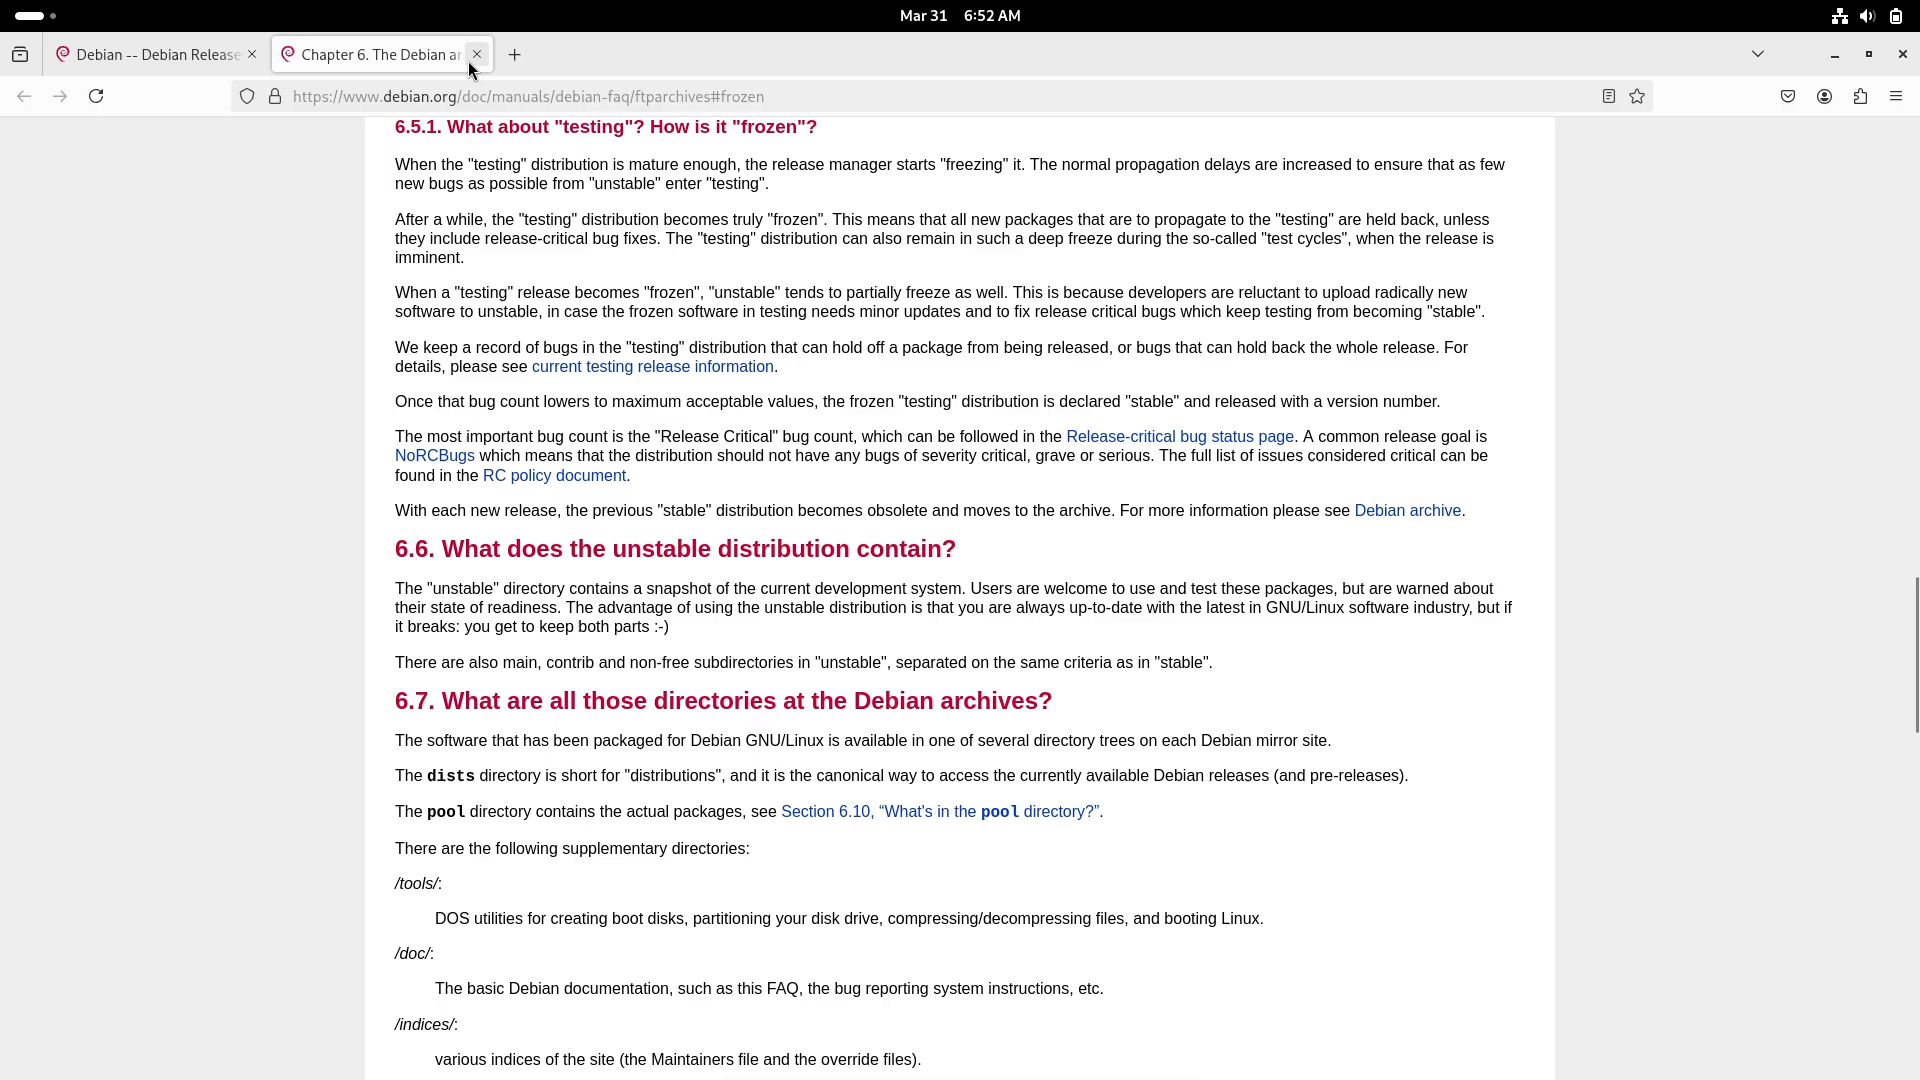 Mar 31 6:52 AM
Debian -- Debian Release
Chapter 6. The Debian ar
https://www.debian.org/doc/manuals/debian-faq/ftparchives#frozen
6.5.1. What about "testing"? How is it "frozen"?
When the "testing" distribution is mature enough, the release manager starts "freezing" it. The normal propagation delays are increased to ensure that as few
new bugs as possible from "unstable" enter "testing".
After a while, the "testing" distribution becomes truly "frozen". This means that all new packages that are to propagate to the "testing" are held back, unless
they include release-critical bug fixes. The "testing" distribution can also remain in such a deep freeze during the so-called "test cycles", when the release is
imminent.
When a "testing" release becomes "frozen", "unstable" tends to partially freeze as well. This is because developers are reluctant to upload radically new
software to unstable, in case the frozen software in testing needs minor updates and to fix release critical bugs which keep testing from becoming "stable".
We keep a record of bugs in the "testing" distribution that can hold off a package from being released, or bugs that can hold back the whole release. For
details, please see current testing release information.
Once that bug count lowers to maximum acceptable values, the frozen "testing" distribution is declared "stable" and released with a version number.
The most important bug count is the "Release Critical" bug count, which can be followed in the Release-critical bug status page. A common release goal is
NoRCBugs which means that the distribution should not have any bugs of severity critical, grave or serious. The full list of issues considered critical can be
found in the RC policy document.
With each new release, the previous "stable" distribution becomes obsolete and moves to the archive. For more information please see Debian archive.
6.6. What does the unstable distribution contain?
The "unstable" directory contains a snapshot of the current development system. Users are welcome to use and test these packages, but are warned about
their state of readiness. The advantage of using the unstable distribution is that you are always up-to-date with the latest in GNU/Linux software industry, but if
it breaks: you get to keep both parts :-)
There are also main, contrib and non-free subdirectories in "unstable", separated on the same criteria as in "stable".
6.7. What are all those directories at the Debian archives?
The software that has been packaged for Debian GNU/Linux is available in one of several directory trees on each Debian mirror site.
The dists directory is short for "distributions", and it is the canonical way to access the currently available Debian releases (and pre-releases).
The pool directory contains the actual packages, see Section 6.10, “What's in the pool directory?”.
There are the following supplementary directories:
/tools/:
DOS utilities for creating boot disks, partitioning your disk drive, compressing/decompressing files, and booting Linux.
/doc/:
The basic Debian documentation, such as this FAQ, the bug reporting system instructions, etc.
/indices/:
various indices of the site (the Maintainers file and the override files).